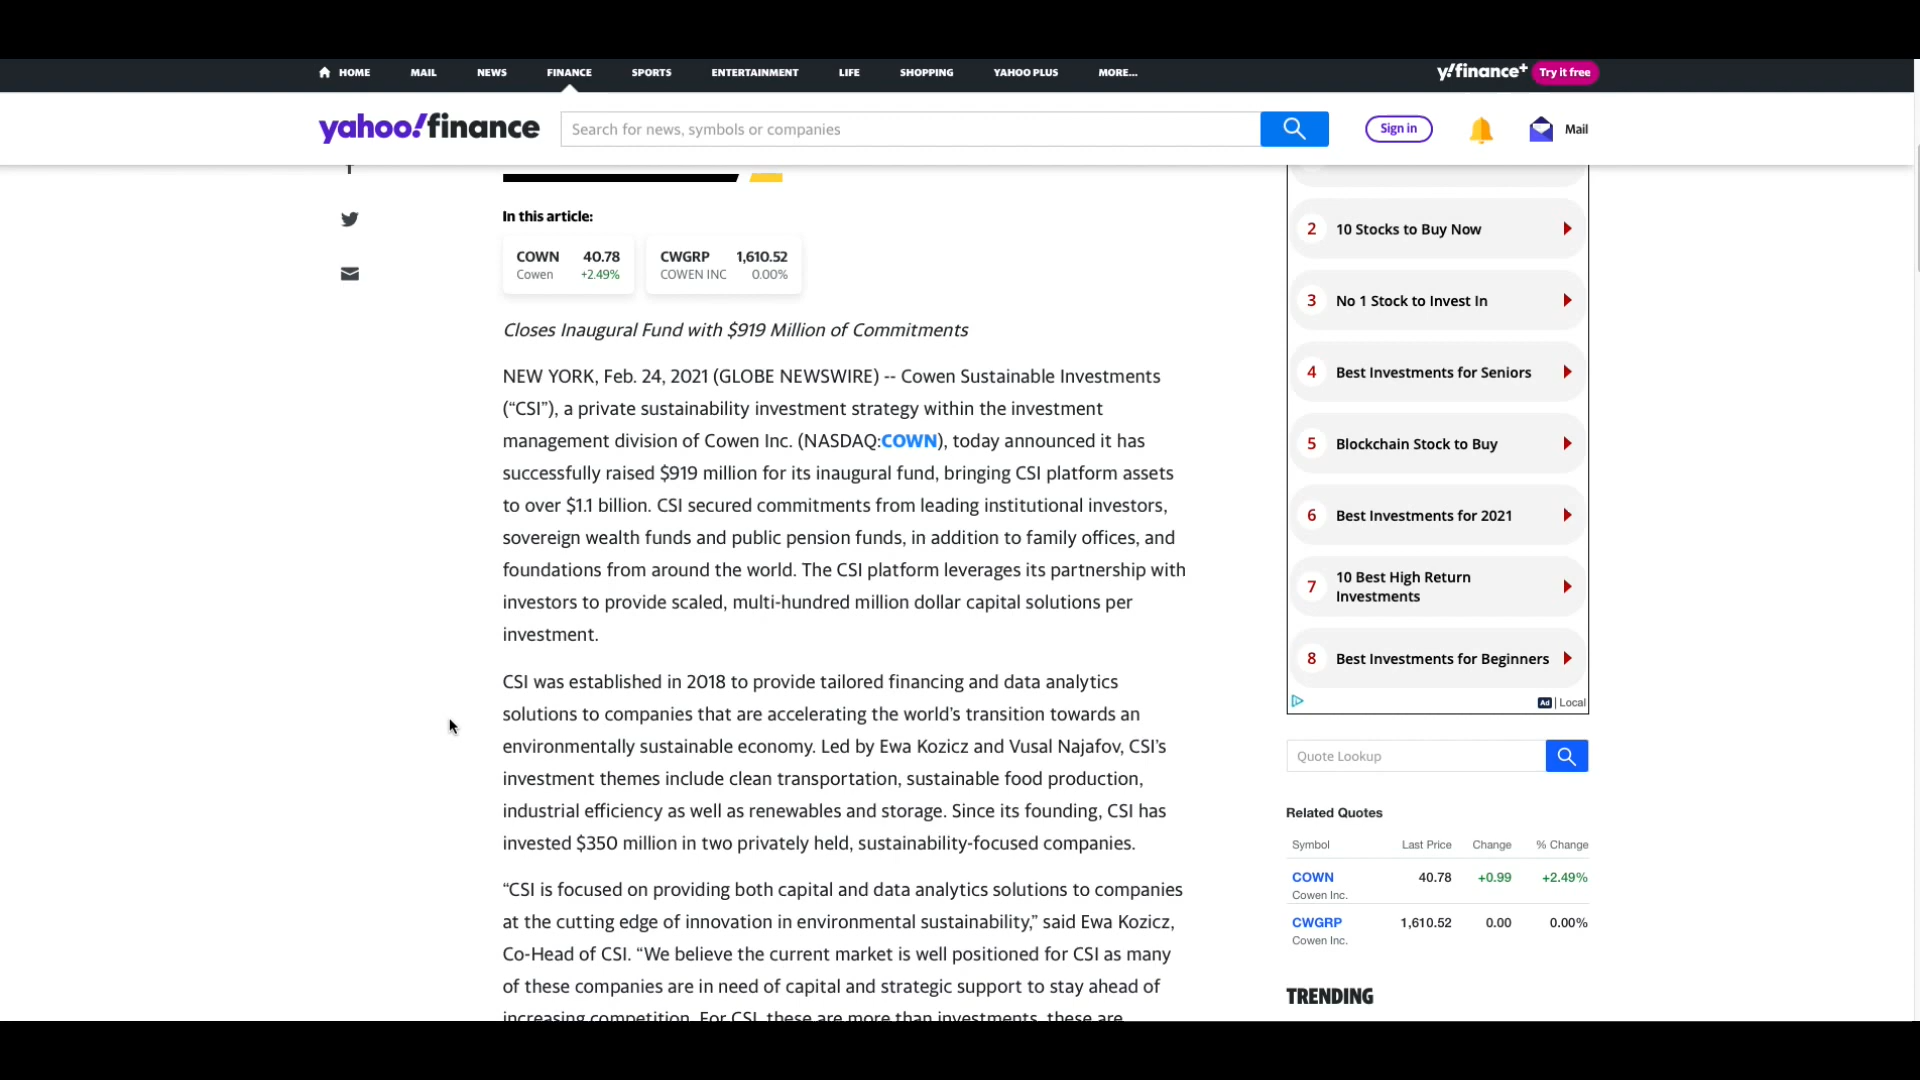 HOME MAIL NEWS FINANCE SPORTS ENTERTAINMENT LIFE SHOPPING YAHOO PLUS MORE... y!finance+ Try it free
yahoo!finance Search for news, symbols or companies Sign in Mail
In this article:
COWN 40.78
Cowen +2.49%
CWGRP 1,610.52
COWEN INC 0.00%
Closes Inaugural Fund with $919 Million of Commitments
NEW YORK, Feb. 24, 2021 (GLOBE NEWSWIRE) -- Cowen Sustainable Investments
(“CSI”), a private sustainability investment strategy within the investment
management division of Cowen Inc. (NASDAQ:COWN), today announced it has
successfully raised $919 million for its inaugural fund, bringing CSI platform assets
to over $1.1 billion. CSI secured commitments from leading institutional investors,
sovereign wealth funds and public pension funds, in addition to family offices, and
foundations from around the world. The CSI platform leverages its partnership with
investors to provide scaled, multi-hundred million dollar capital solutions per
investment.
CSI was established in 2018 to provide tailored financing and data analytics
solutions to companies that are accelerating the world’s transition towards an
environmentally sustainable economy. Led by Ewa Kozicz and Vusal Najafov, CSI’s
investment themes include clean transportation, sustainable food production,
industrial efficiency as well as renewables and storage. Since its founding, CSI has
invested $350 million in two privately held, sustainability-focused companies.
“CSI is focused on providing both capital and data analytics solutions to companies
at the cutting edge of innovation in environmental sustainability,” said Ewa Kozicz,
Co-Head of CSI. “We believe the current market is well positioned for CSI as many
of these companies are in need of capital and strategic support to stay ahead of
increasing competition. For CSI, these are more than investments, these are
2 10 Stocks to Buy Now
3 No 1 Stock to Invest In
4 Best Investments for Seniors
5 Blockchain Stock to Buy
6 Best Investments for 2021
7 10 Best High Return
Investments
8 Best Investments for Beginners
Ad | Local
Quote Lookup
Related Quotes
Symbol Last Price Change % Change
COWN 40.78 +0.99 +2.49%
Cowen Inc.
CWGRP 1,610.52 0.00 0.00%
Cowen Inc.
TRENDING